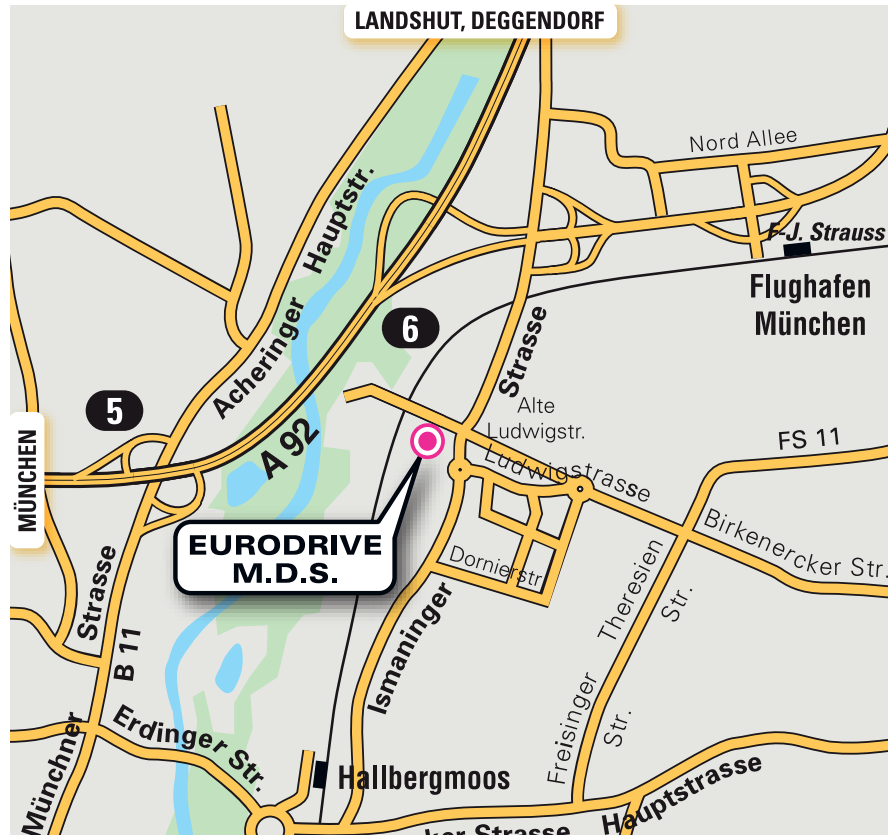 LANDSHUT, DEGGENDORF
Nord Allee
F-J. Strauss
Flughafen
München
Acheringer Hauptstr.
6
5
A 92
MÜNCHEN
Strasse
Alte
Ludwigstr.
Ludwigstrasse
FS 11
Birkenercker Str.
EURODRIVE
M.D.S.
Dornierstr.
Ismaninger
Theresien
Str.
Freisinger
Str.
Strasse
B 11
Münchner
Erdinger Str.
Hallbergmoos
Hauptstrasse
Strasse